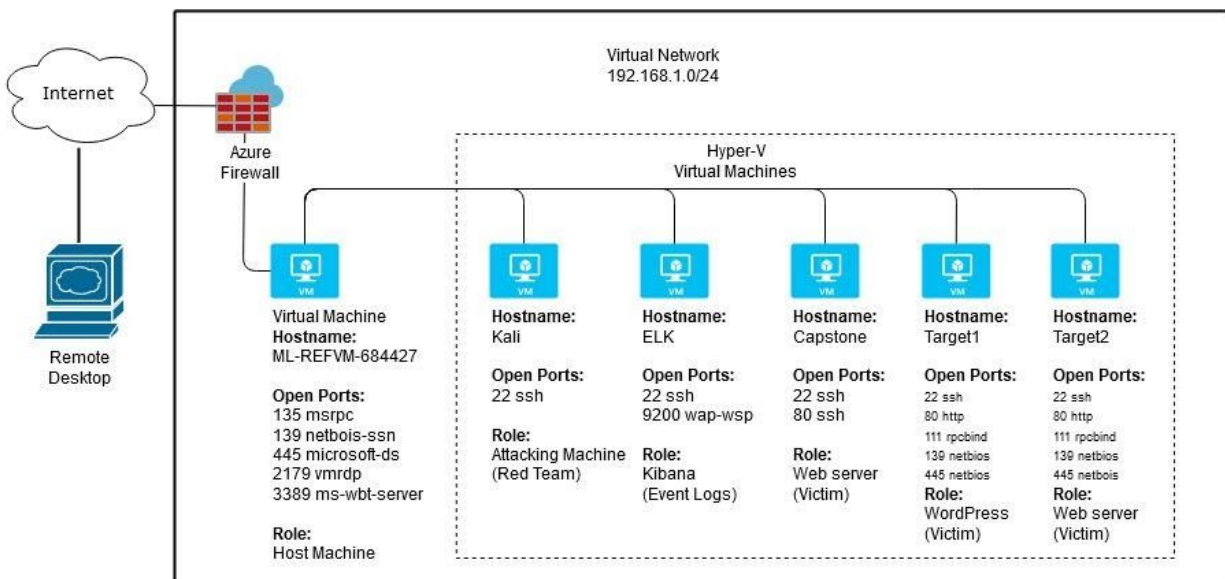 Virtual Network
192.168.1.0/24
Internet
Azure
Firewall
Hyper-V
Virtual Machines
Remote
Desktop
VM
Virtual Machine
Hostname:
ML-REFVM-684427
Open Ports:
135 msrpc
139 netbois-ssn
445 microsoft-ds
2179 vmrdp
3389 ms-wbt-server
Role:
Host Machine
VM
Hostname:
Kali
Open Ports:
22 ssh
Role:
Attacking Machine
(Red Team)
VM
Hostname:
ELK
Open Ports:
22 ssh
9200 wap-wsp
Role:
Kibana
(Event Logs)
VM
Hostname:
Capstone
Open Ports:
22 ssh
80 ssh
Role:
Web server
(Victim)
VM
Hostname:
Target1
Open Ports:
22 ssh
80 http
111 rpcbind
139 netbios
445 netbios
Role:
WordPress
(Victim)
VM
Hostname:
Target2
Open Ports:
22 ssh
80 http
111 rpcbind
139 netbios
445 netbois
Role:
Web server
(Victim)